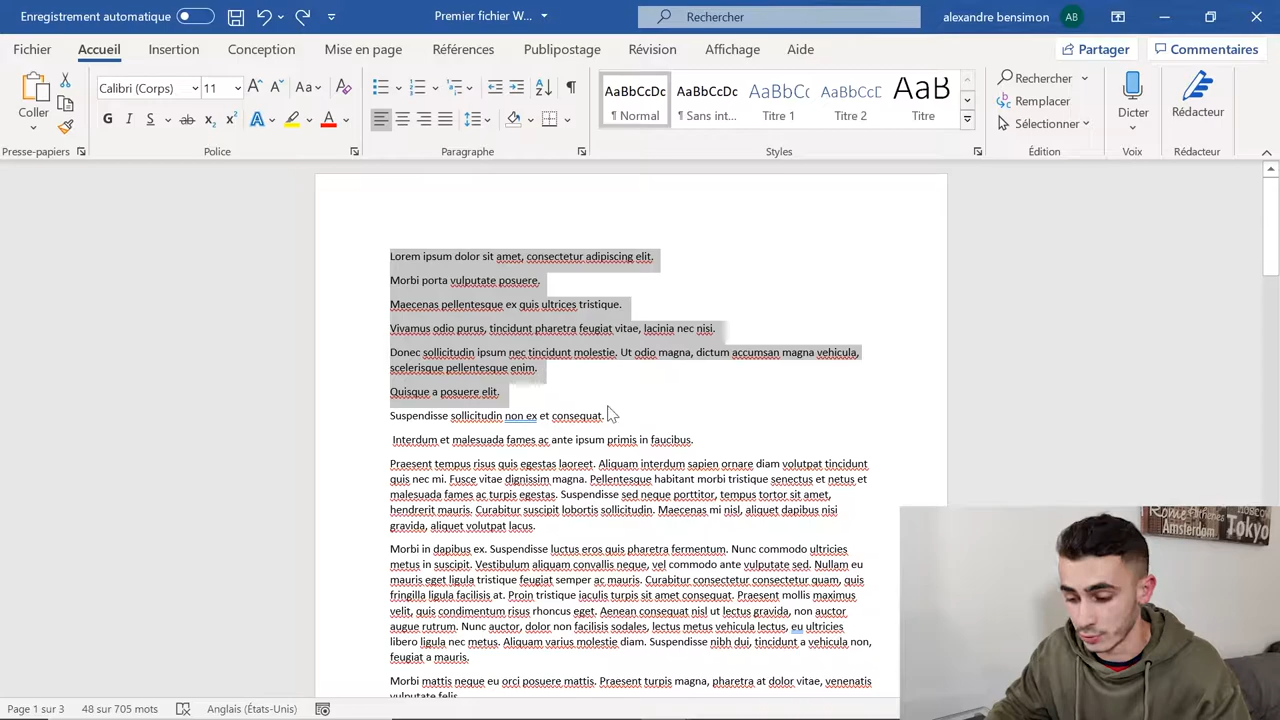 Enregistrement automatique
Premier fichier W...
Rechercher
alexandre bensimon
AB
Fichier
Accueil
Insertion
Conception
Mise en page
Références
Publipostage
Révision
Affichage
Aide
Partager
Commentaires
Coller
Calibri (Corps)
11
Aa
G I S ab x₂ x²
A
A
AaBbCcDc
¶ Normal
AaBbCcDc
¶ Sans int...
AaBbCc
Titre 1
AaBbCcC
Titre 2
AaB
Titre
Rechercher
Remplacer
Sélectionner
Dicter
Rédacteur
Presse-papiers
Police
Paragraphe
Styles
Édition
Voix
Rédacteur
Lorem ipsum dolor sit amet, consectetur adipiscing elit.
Morbi porta vulputate posuere.
Maecenas pellentesque ex quis ultrices tristique.
Vivamus odio purus, tincidunt pharetra feugiat vitae, lacinia nec nisi.
Donec sollicitudin ipsum nec tincidunt molestie. Ut odio magna, dictum accumsan magna vehicula,
scelerisque pellentesque enim.
Quisque a posuere elit.
Suspendisse sollicitudin non ex et consequat.
Interdum et malesuada fames ac ante ipsum primis in faucibus.
Praesent tempus risus quis egestas laoreet. Aliquam interdum sapien ornare diam volutpat tincidunt
quis nec mi. Fusce vitae dignissim magna. Pellentesque habitant morbi tristique senectus et netus et
malesuada fames ac turpis egestas. Suspendisse sed neque porttitor, tempus tortor sit amet,
hendrerit mauris. Curabitur suscipit lobortis sollicitudin. Maecenas mi nisl, aliquet dapibus nisi
gravida, aliquet volutpat lacus.
Morbi in dapibus ex. Suspendisse luctus eros quis pharetra fermentum. Nunc commodo ultricies
metus in suscipit. Vestibulum aliquam convallis neque, vel commodo ante vulputate sed. Nullam eu
mauris eget ligula tristique feugiat semper ac mauris. Curabitur consectetur consectetur quam, quis
fringilla ligula facilisis at. Proin tristique iaculis turpis sit amet consequat. Praesent mollis maximus
velit, quis condimentum risus rhoncus eget. Aenean consequat nisl ut lectus gravida, non auctor
augue rutrum. Nunc auctor, dolor non facilisis sodales, lectus metus vehicula lectus, eu ultricies
libero ligula nec metus. Aliquam varius molestie diam. Suspendisse nibh dui, tincidunt a vehicula non,
feugiat a mauris.
Morbi mattis neque eu orci posuere mattis. Praesent turpis magna, pharetra at dolor vitae, venenatis
vulputate felis.
Rome
Amsterdam
Tokyo
Page 1 sur 3
48 sur 705 mots
Anglais (États-Unis)